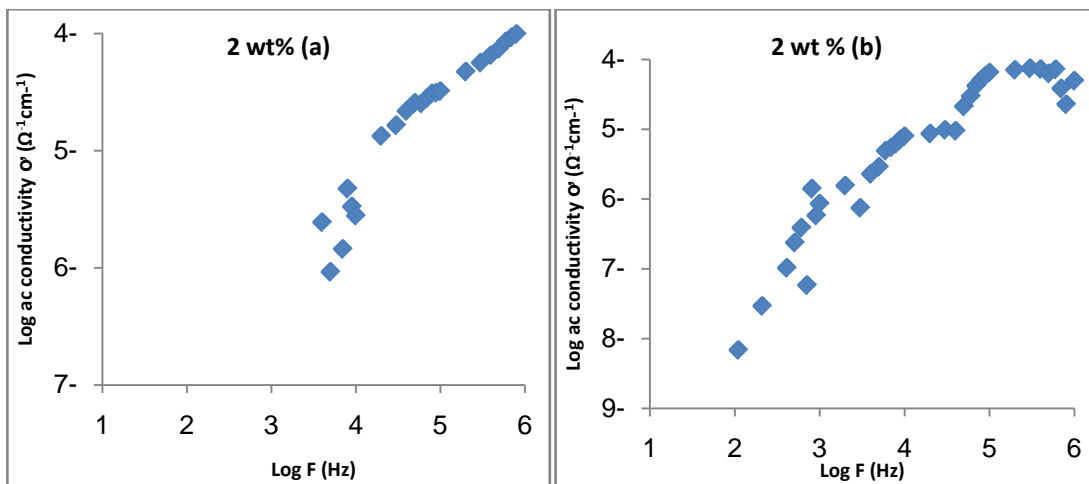 2 wt% (a)
Log ac conductivity σ, (Ω⁻¹cm⁻¹)
4-
5-
6-
7-
1 2 3 4 5 6
Log F (Hz)
2 wt % (b)
Log ac conductivity σ, (Ω⁻¹cm⁻¹)
4-
5-
6-
7-
8-
9-
1 2 3 4 5 6
Log F (Hz)